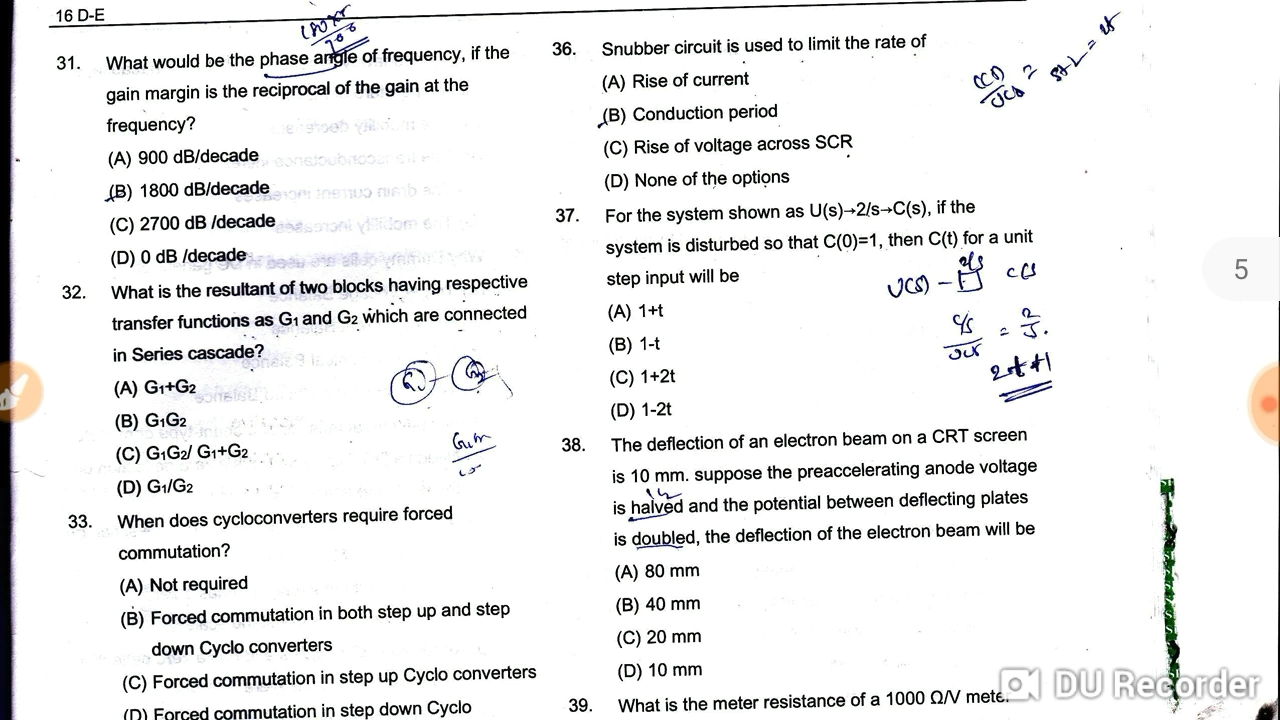 16 D-E
31. What would be the phase angle of frequency, if the
gain margin is the reciprocal of the gain at the
frequency?
(A) 900 dB/decade
(B) 1800 dB/decade
(C) 2700 dB /decade
(D) 0 dB /decade
32. What is the resultant of two blocks having respective
transfer functions as G1 and G2 which are connected
in Series cascade?
(A) G1+G2
(B) G1G2
(C) G1G2/ G1+G2
(D) G1/G2
33. When does cycloconverters require forced
commutation?
(A) Not required
(B) Forced commutation in both step up and step
down Cyclo converters
(C) Forced commutation in step up Cyclo converters
(D) Forced commutation in step down Cyclo
36. Snubber circuit is used to limit the rate of
(A) Rise of current
(B) Conduction period
(C) Rise of voltage across SCR
(D) None of the options
37. For the system shown as U(s)→2/s→C(s), if the
system is disturbed so that C(0)=1, then C(t) for a unit
step input will be
(A) 1+t
(B) 1-t
(C) 1+2t
(D) 1-2t
U(s)
2t+1
38. The deflection of an electron beam on a CRT screen
is 10 mm. suppose the preaccelerating anode voltage
is halved and the potential between deflecting plates
is doubled, the deflection of the electron beam will be
(A) 80 mm
(B) 40 mm
(C) 20 mm
(D) 10 mm
39. What is the meter resistance of a 1000 Ω/V mete
5
DU Recorder